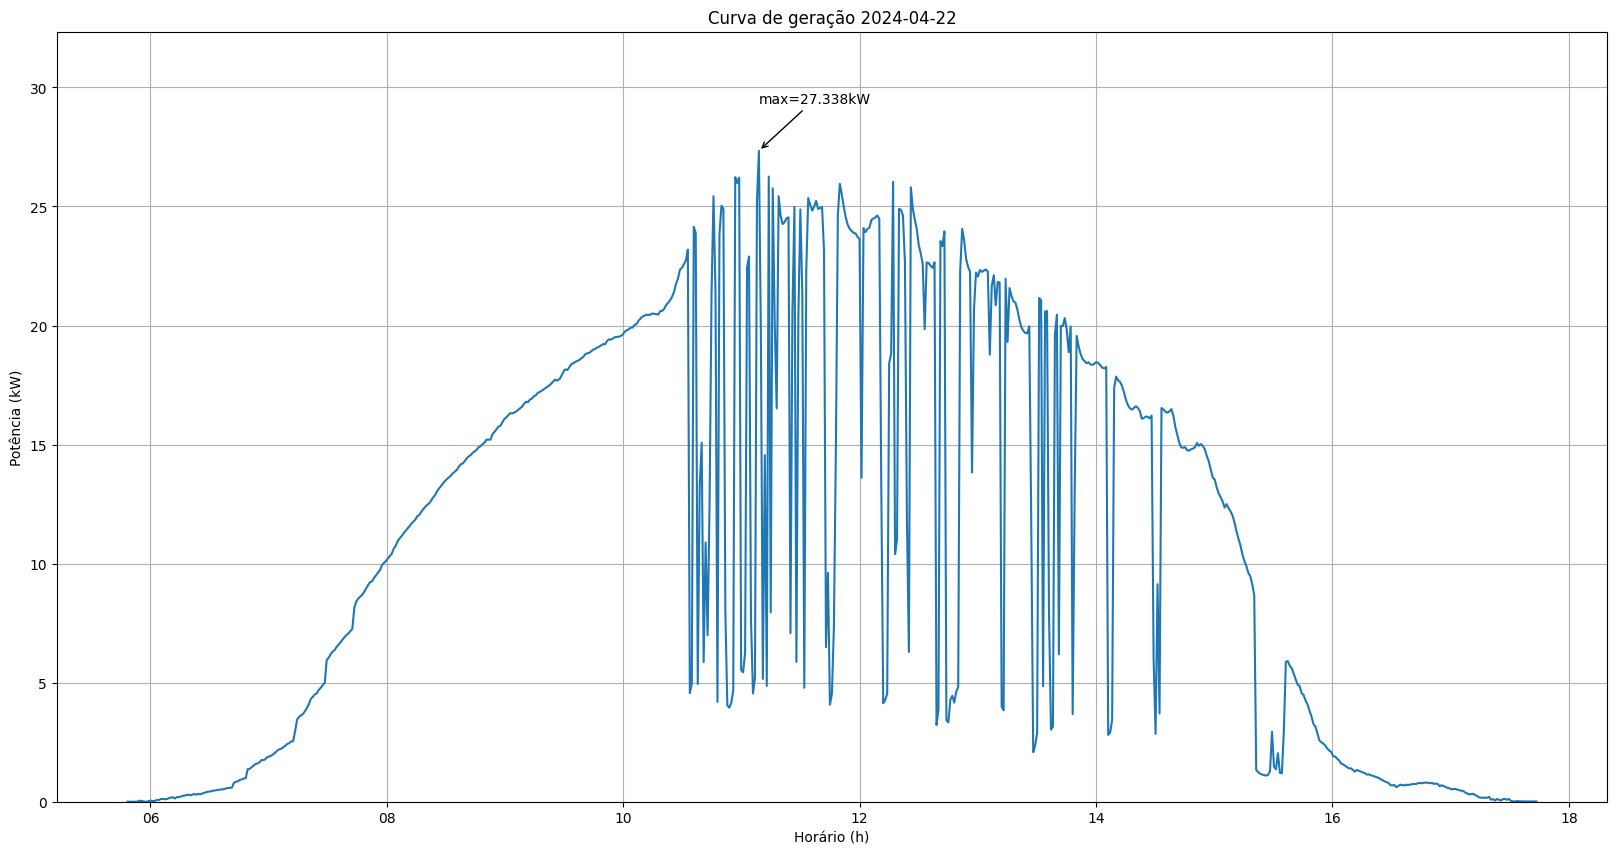 Curva de geração 2024-04-22
max=27.338kW
30
25
20
15
10
5
0
Potência (kW)
06 08 10 12 14 16 18
Horário (h)